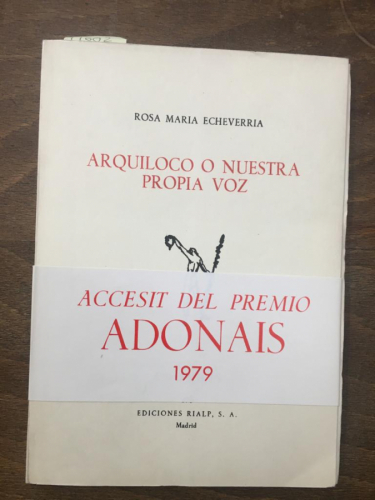 ROSA MARIA ECHEVERRIA
ARQUILOCO O NUESTRA
PROPIA VOZ
ACCESIT DEL PREMIO
ADONAIS
1979
EDICIONES RIALP, S. A.
Madrid